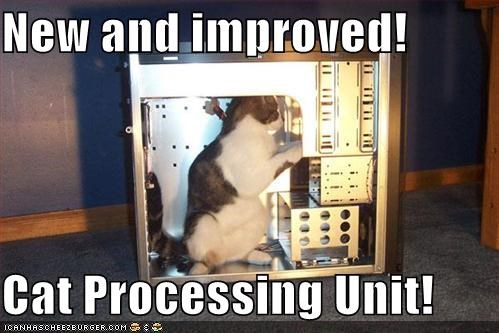 New and improved!
Cat Processing Unit!
ICANHASCHEEZBURGER.COM